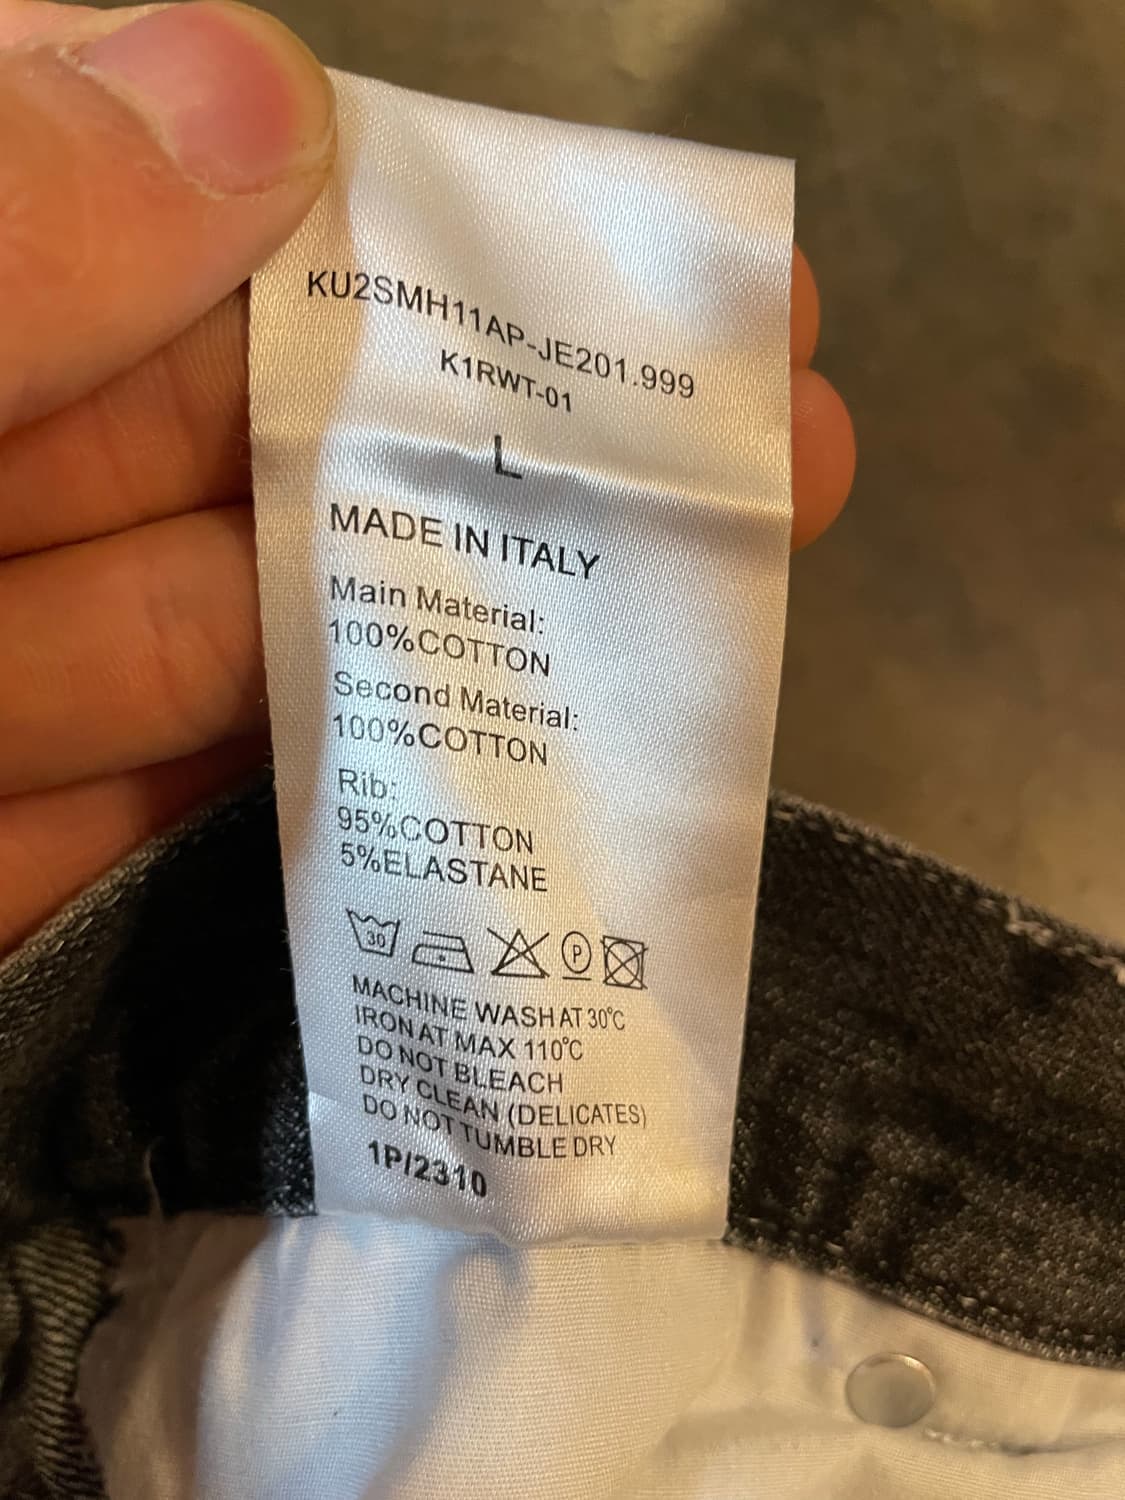 KU2SMH11AP-JE201.999
K1RWT-01
L
MADE IN ITALY
Main Material:
100%COTTON
Second Material:
100%COTTON
Rib:
95%COTTON
5%ELASTANE
30 P
MACHINE WASH AT 30°C
IRON AT MAX 110°C
DO NOT BLEACH
DRY CLEAN (DELICATES)
DO NOT TUMBLE DRY
1P/2310